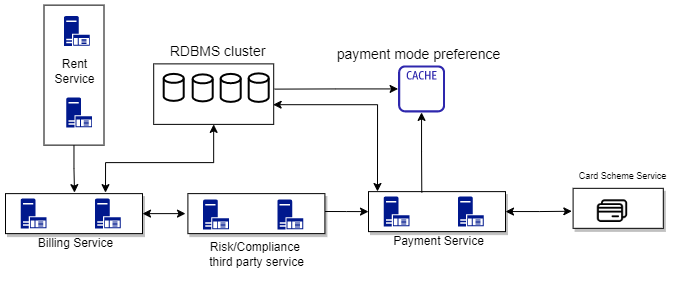 Rent
Service
RDBMS cluster
payment mode preference
CACHE
Card Scheme Service
Billing Service
Risk/Compliance
third party service
Payment Service